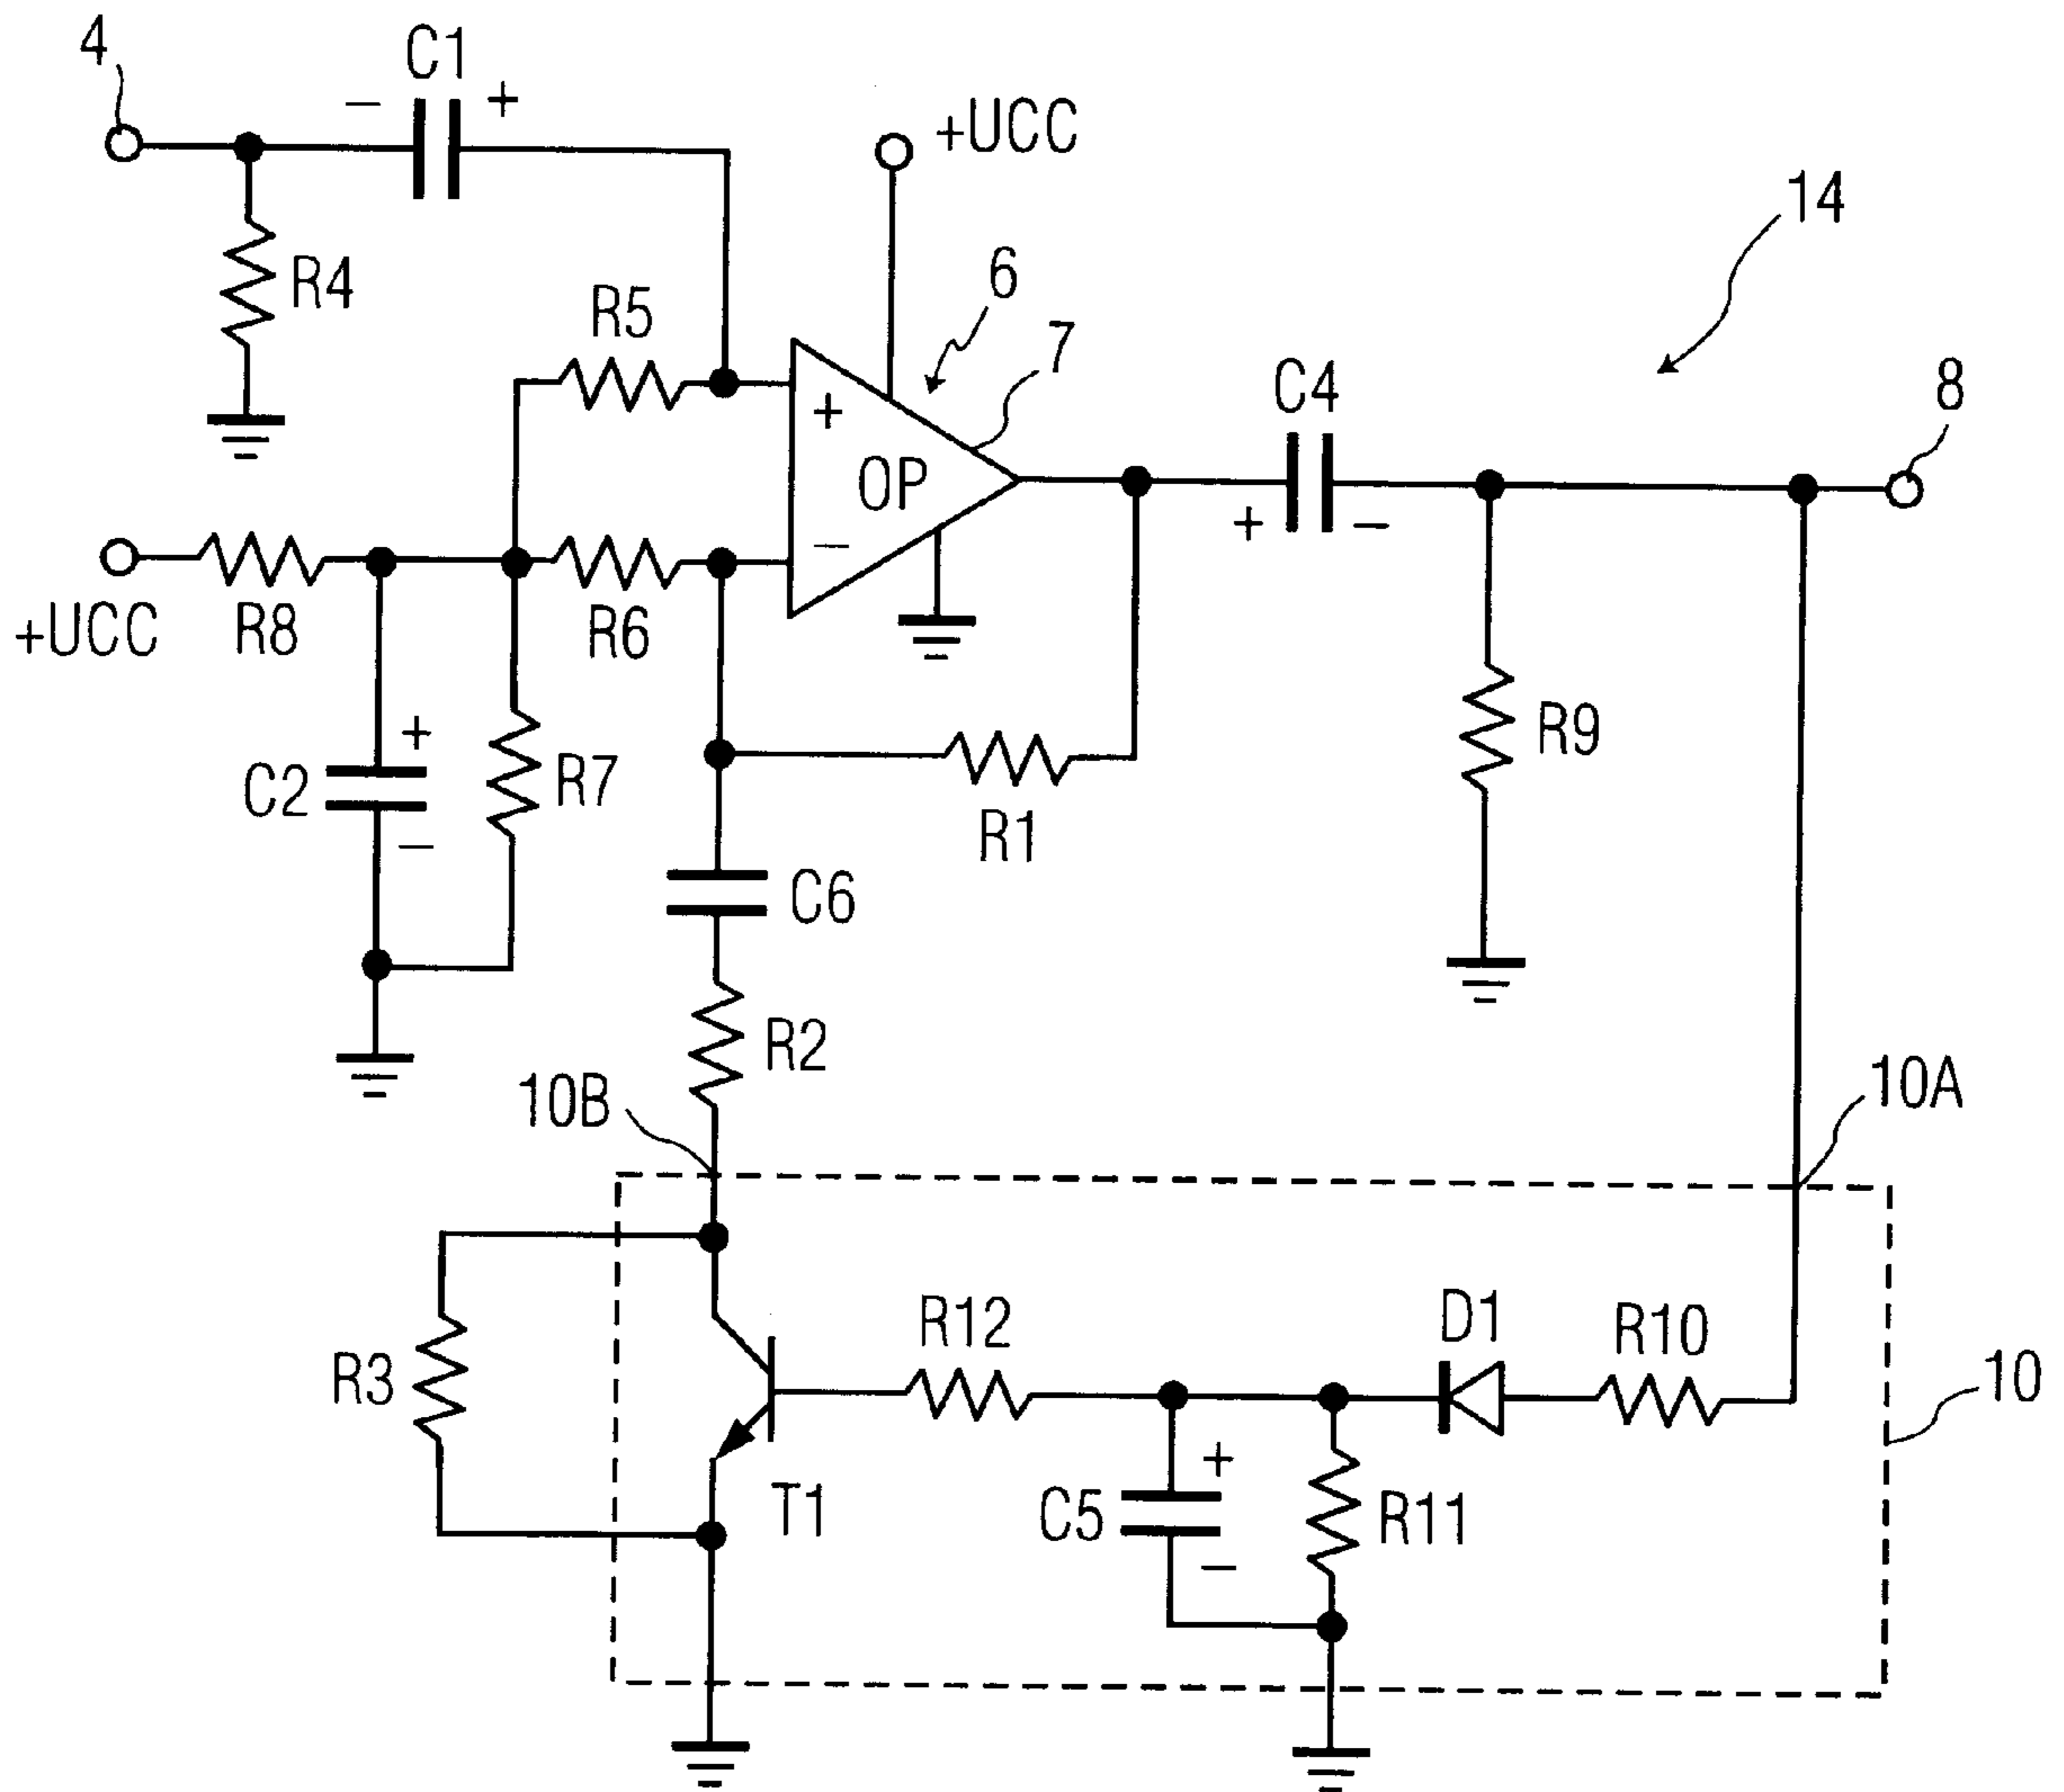 4
C1
− +
+UCC
14
R4
6
R5
7
C4
8
+
OP
−
+ −
+UCC
R8
R6
R9
+
C2
−
R7
R1
C6
R2
10B
10A
R12
D1
R10
R3
10
T1
+
C5
−
R11